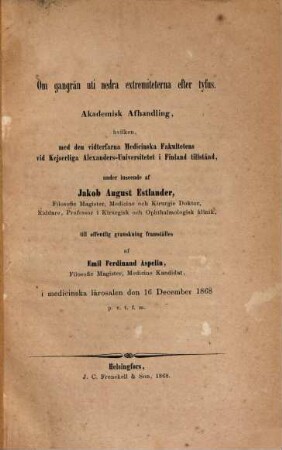 Om gangrän uti nedra extremiteterna efter tyfus.
Akademisk Afhandling,
hvilken,
med den vidterfarna Medicinska Fakultetens
vid Kejserliga Alexanders-Universitetet i Finland tillstånd,
under inseende af
Jakob August Estlander,
Filosofie Magister, Medicine och Kirurgie Doktor,
Riddare, Professor i Kirurgisk och Ophthalmologisk klinik,
till offentlig granskning framställes
af
Emil Ferdinand Aspelin,
Filosofie Magister, Medicine Kandidat,
i medicinska lärosalen den 16 December 1868
p. v. t. f. m.
Helsingfors,
J. C. Frenckell & Son, 1868.